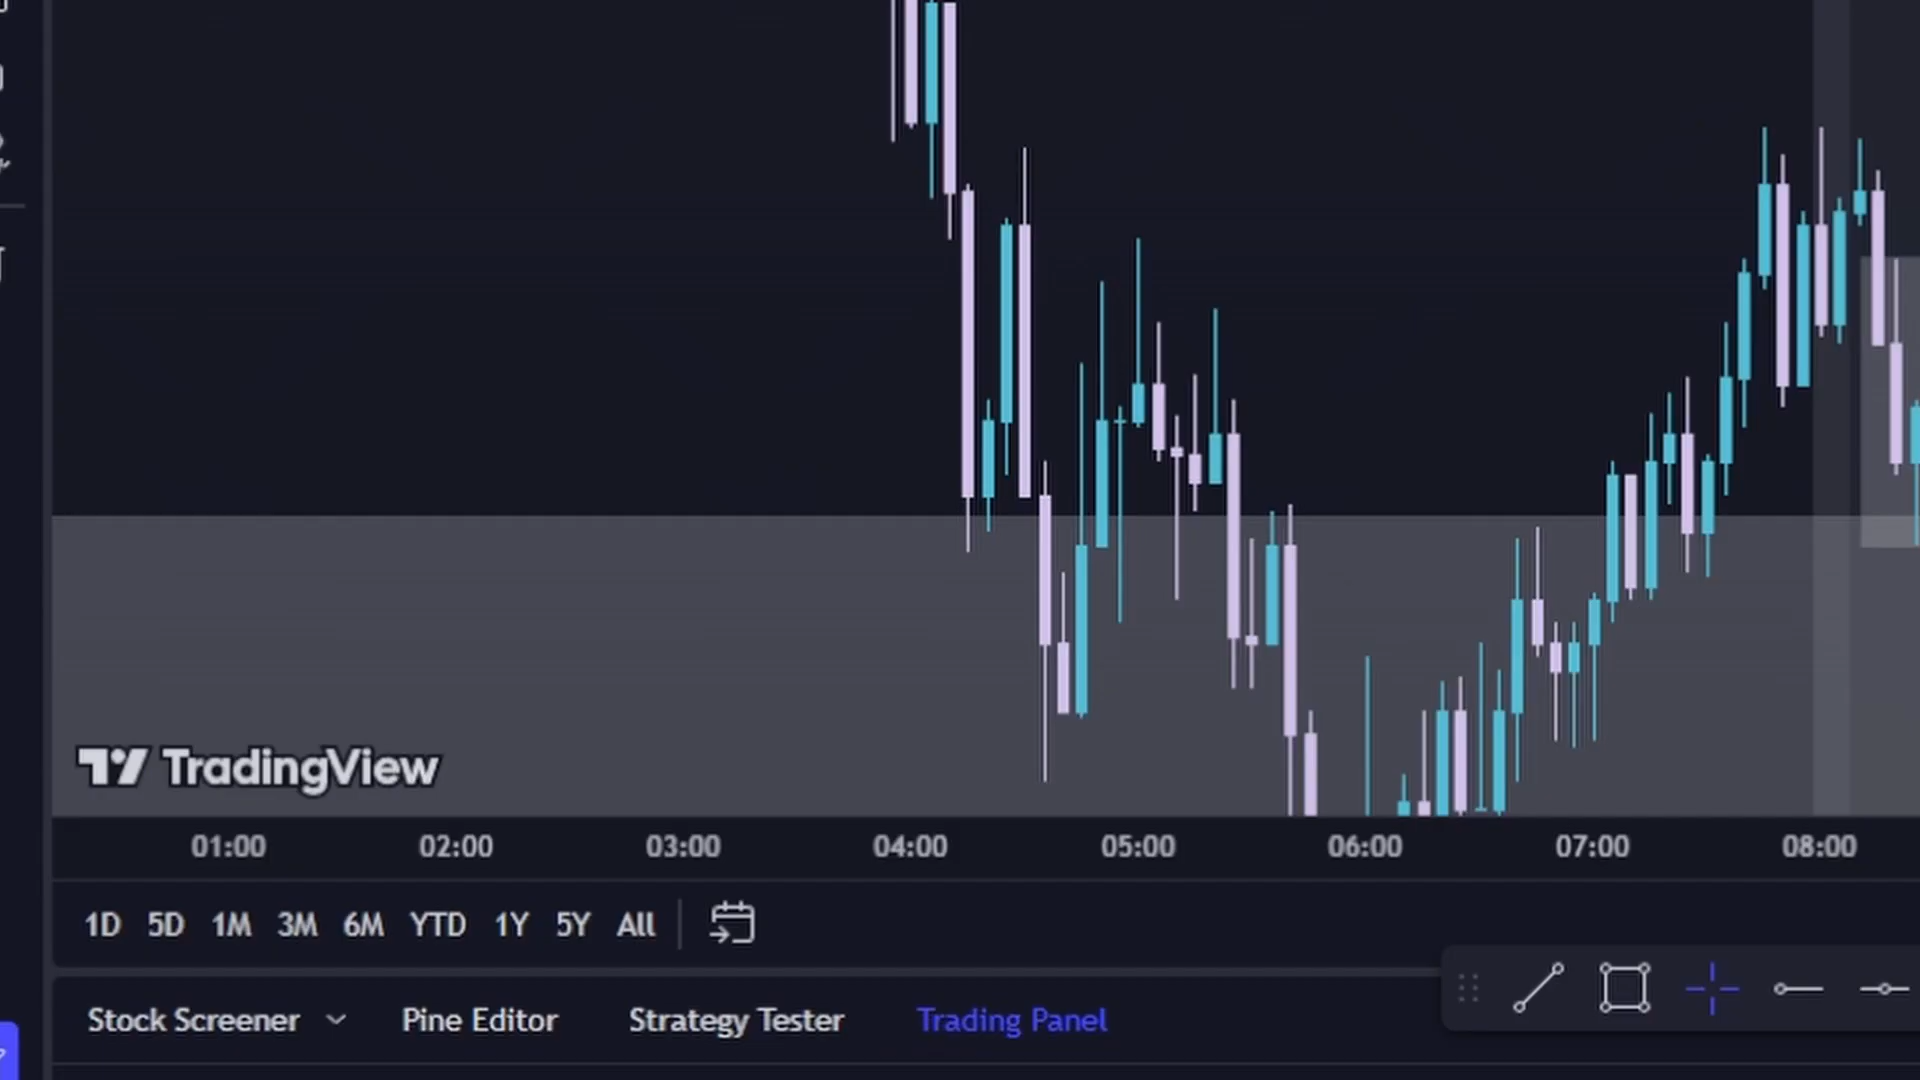 TradingView
01:00 02:00 03:00 04:00 05:00 06:00 07:00 08:00
1D 5D 1M 3M 6M YTD 1Y 5Y All
Stock Screener Pine Editor Strategy Tester Trading Panel